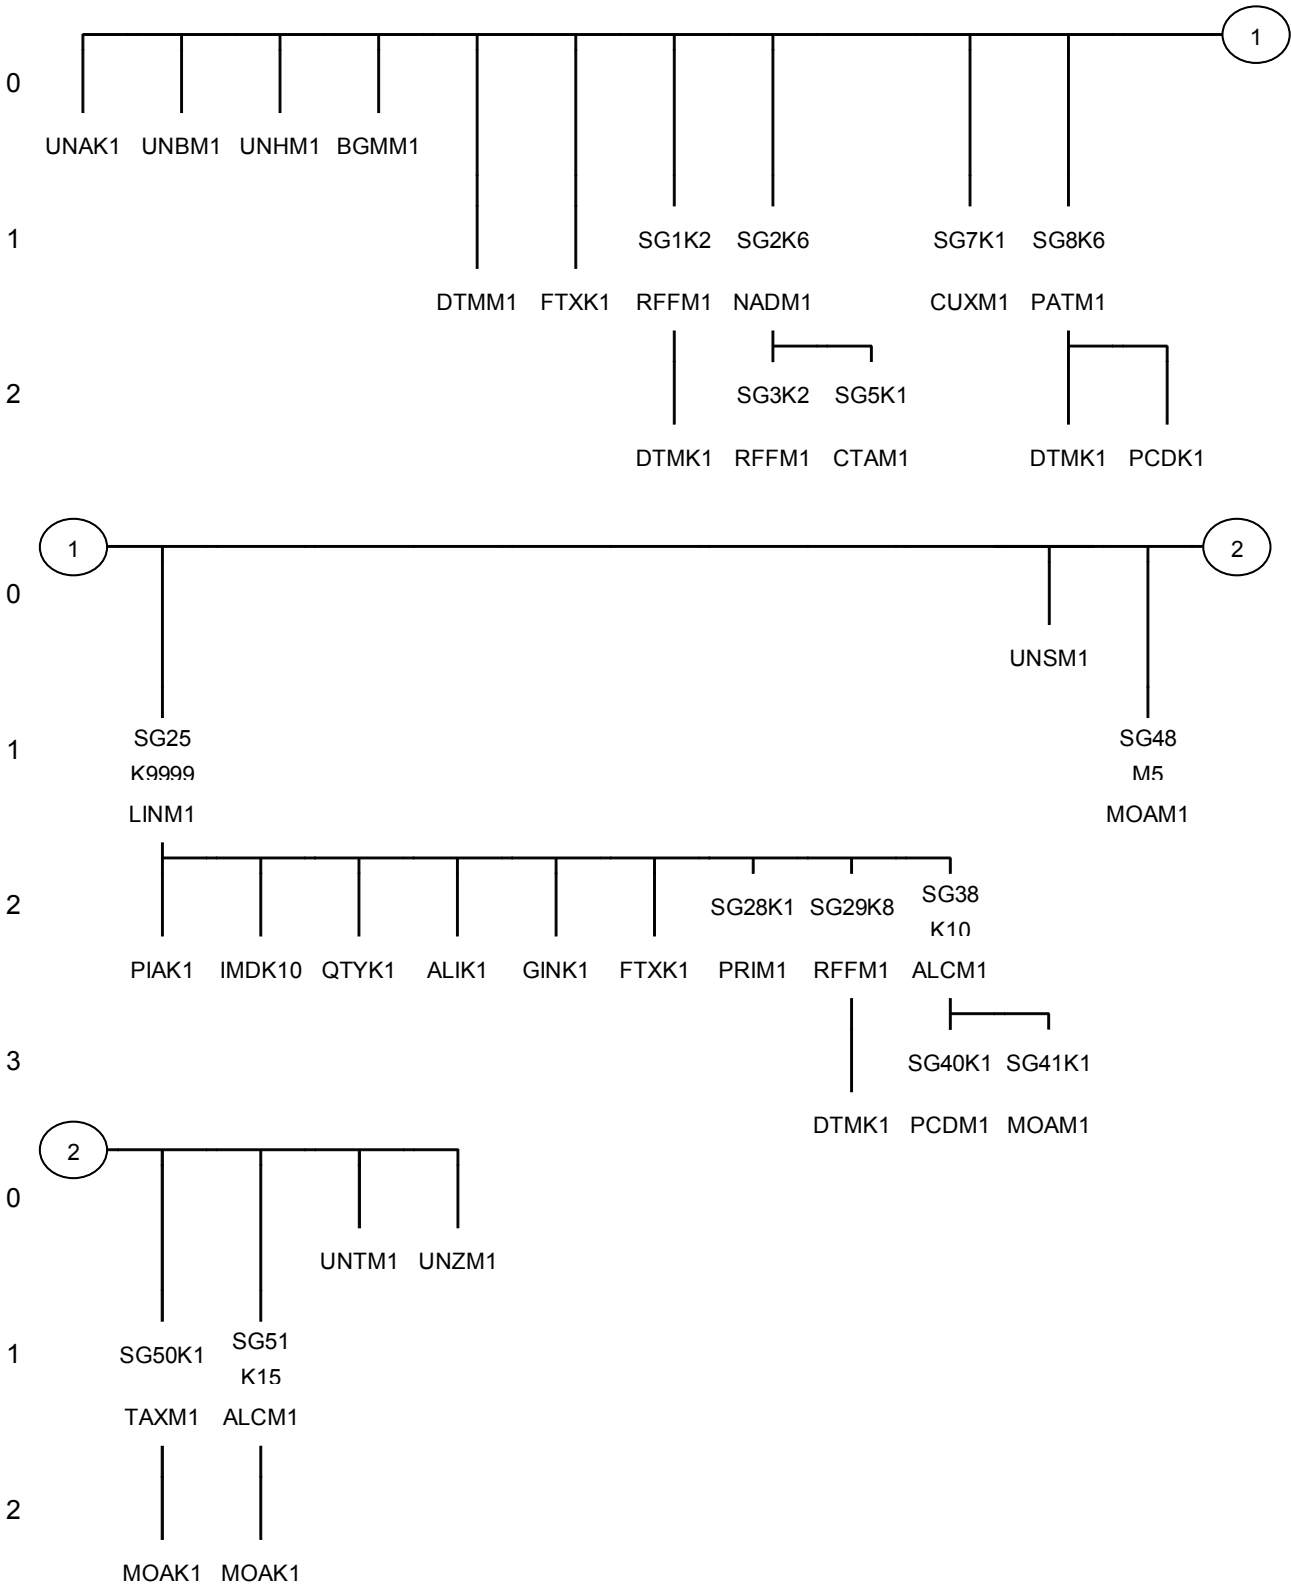 1
0
UNAK1 UNBM1 UNHM1 BGMM1
1 SG1K2 SG2K6 SG7K1 SG8K6
DTMM1 FTXK1 RFFM1 NADM1 CUXM1 PATM1
2 SG3K2 SG5K1
DTMK1 RFFM1 CTAM1 DTMK1 PCDK1
1 2
0
UNSM1
1 SG25 SG48
K9999 M5
LINM1 MOAM1
2 SG28K1 SG29K8 SG38
K10
PIAK1 IMDK10 QTYK1 ALIK1 GINK1 FTXK1 PRIM1 RFFM1 ALCM1
3 SG40K1 SG41K1
DTMK1 PCDM1 MOAM1
2
0
UNTM1 UNZM1
1 SG50K1 SG51
K15
TAXM1 ALCM1
2
MOAK1 MOAK1